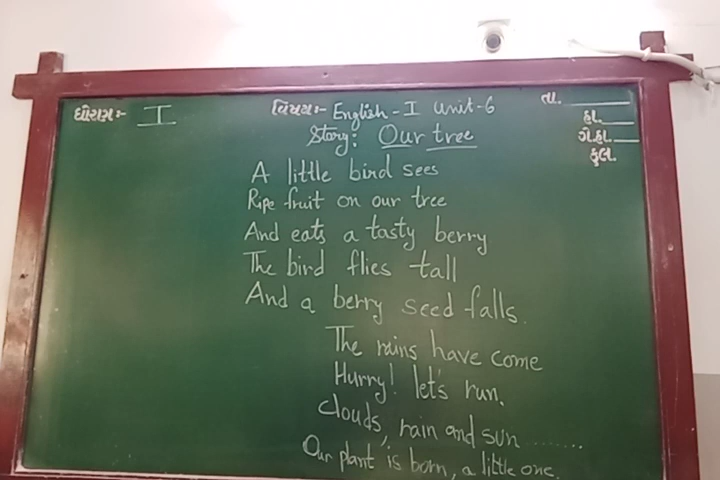 ધોરણ:- I વિષય:- English - I Unit-6 તા.
Story: Our tree હા.
ગે.હા.
કુલ.
A little bird sees
Ripe fruit on our tree
And eats a tasty berry
The bird flies tall
And a berry seed falls.
The rains have come
Hurry! let's run.
Clouds, rain and sun ........
Our plant is born, a little one.